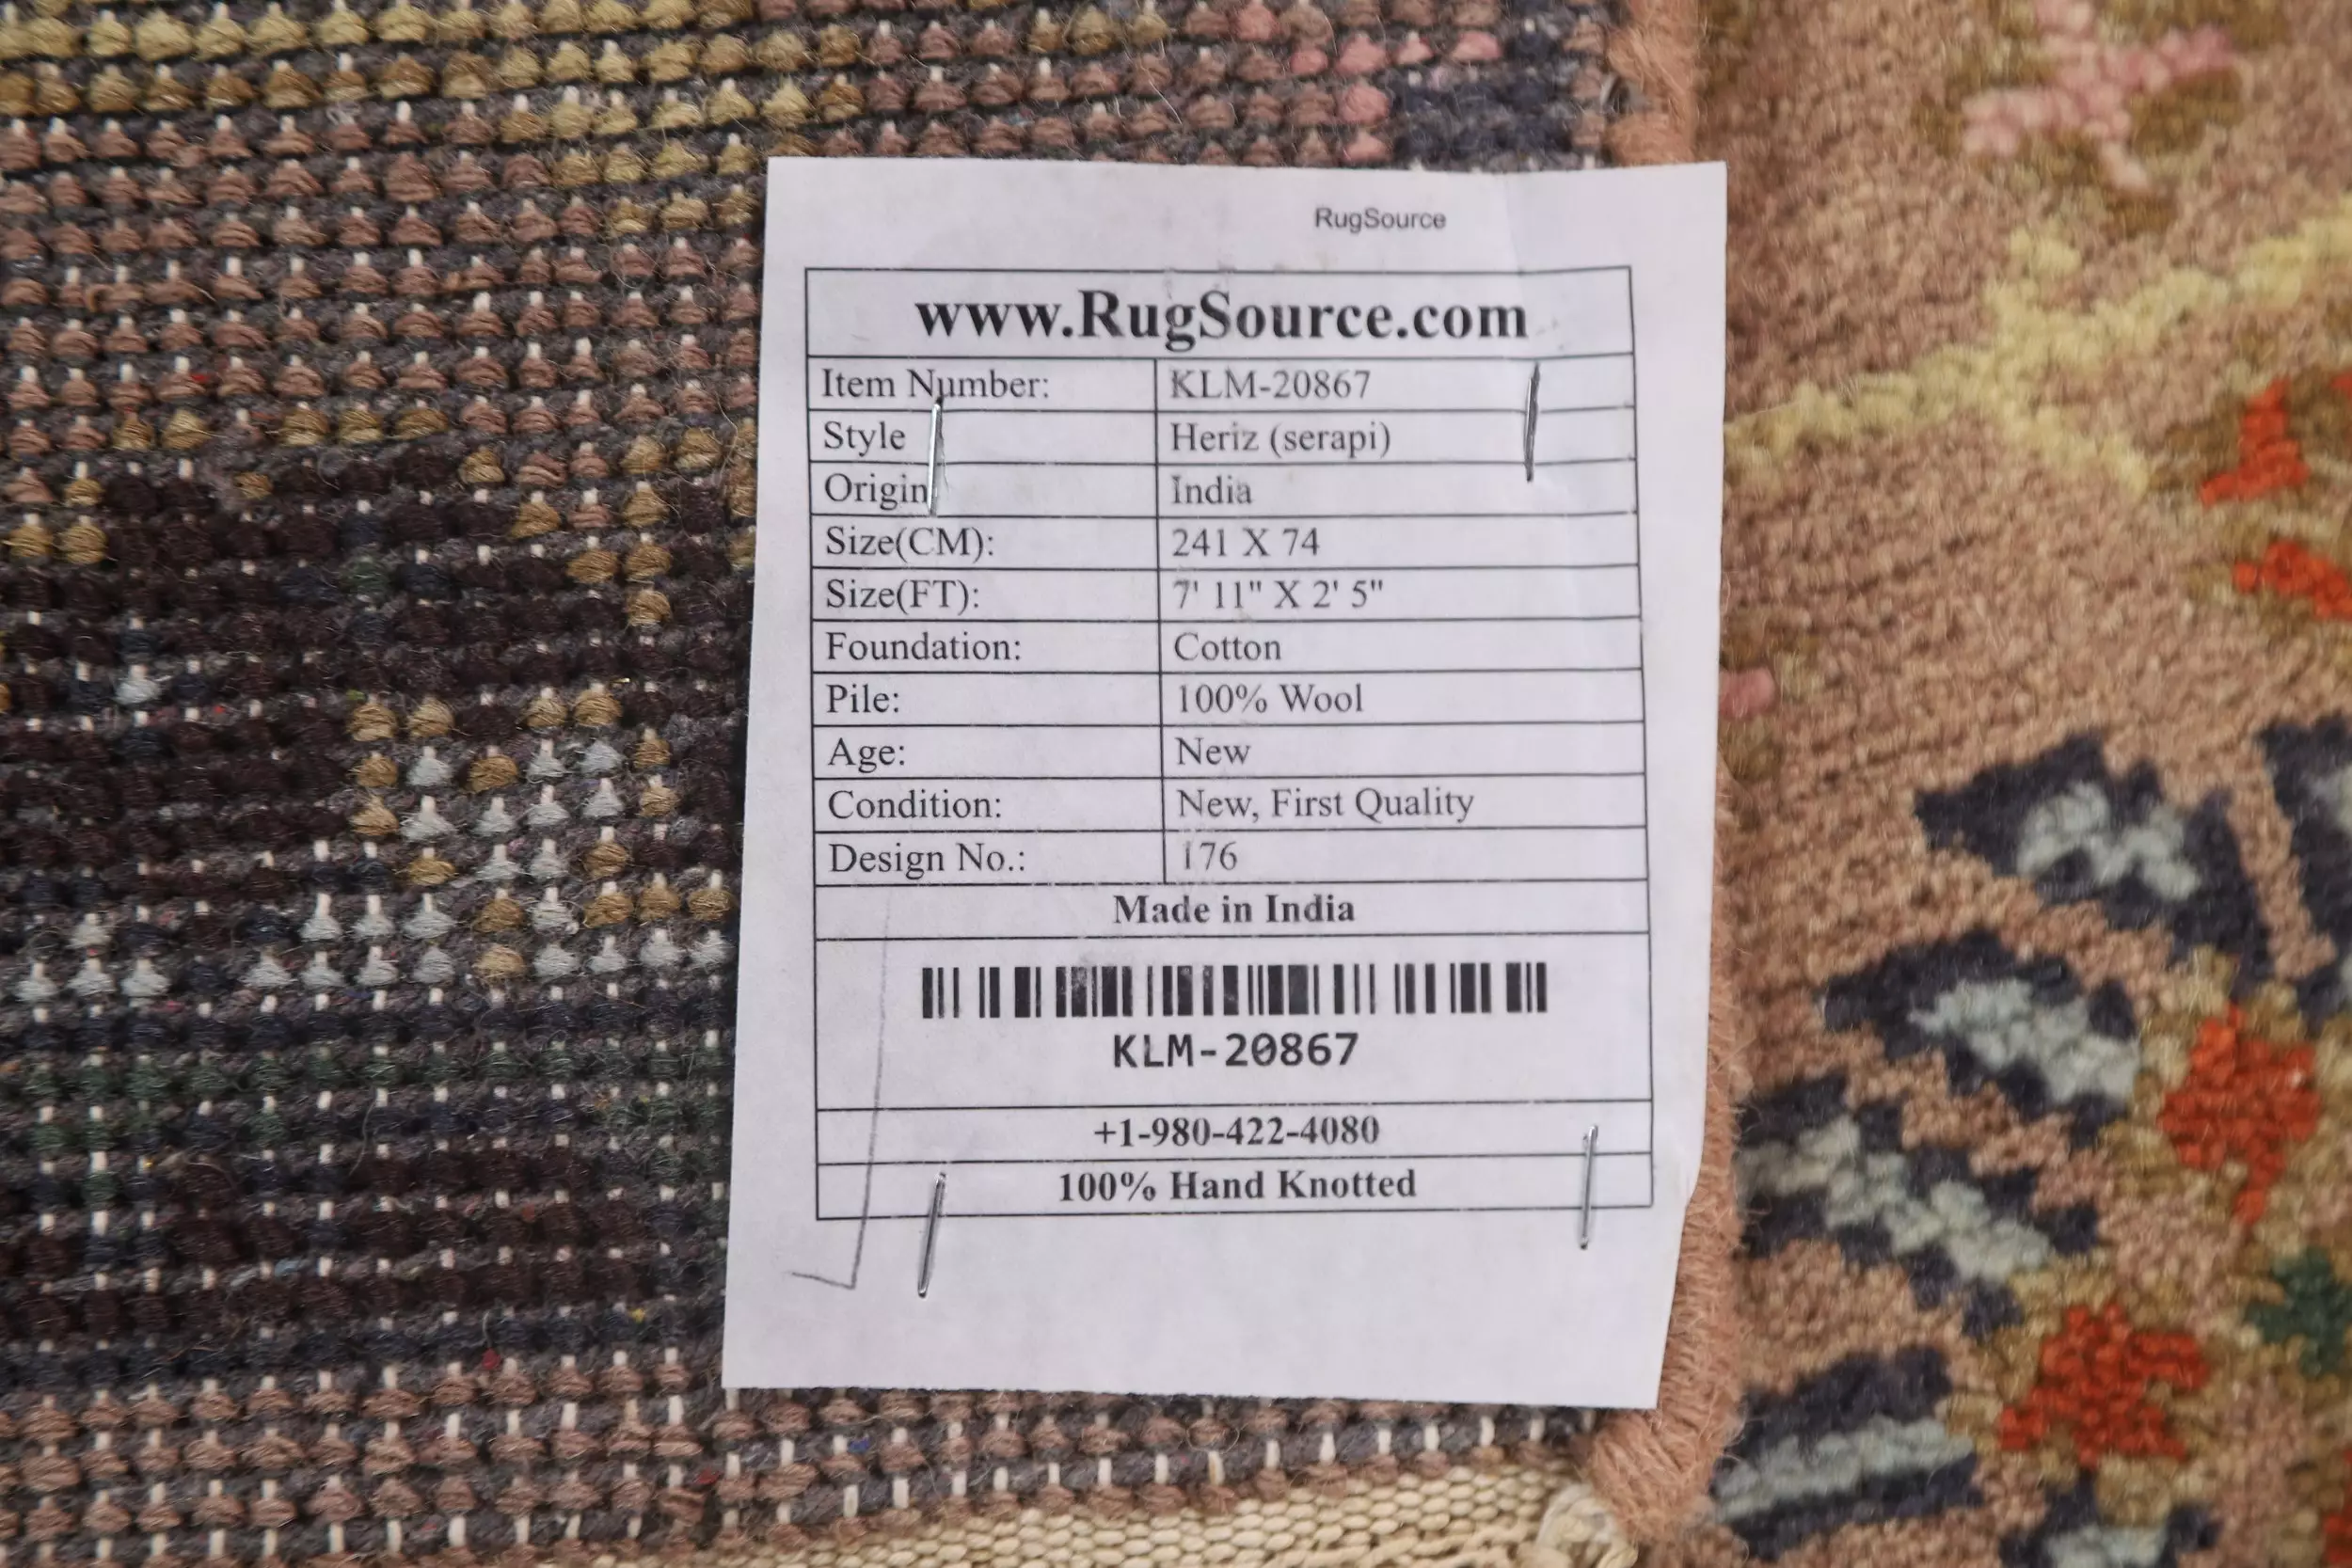 RugSource
www.RugSource.com
Item Number: KLM-20867
Style Heriz (serapi)
Origin India
Size(CM): 241 X 74
Size(FT): 7' 11" X 2' 5"
Foundation: Cotton
Pile: 100% Wool
Age: New
Condition: New, First Quality
Design No.: 176
Made in India
KLM-20867
+1-980-422-4080
100% Hand Knotted